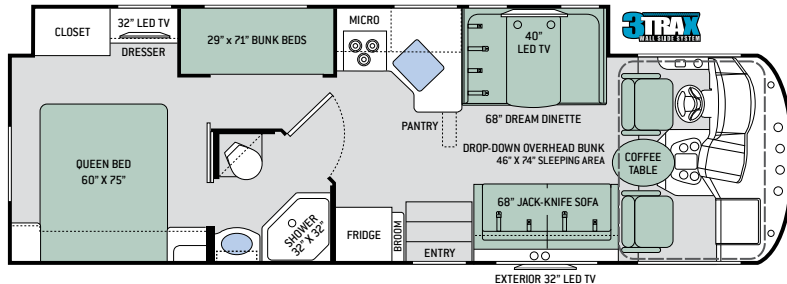 CLOSET
32" LED TV
DRESSER
29" x 71" BUNK BEDS
MICRO
40"
LED TV
3TRAX
WALL SLIDE SYSTEM
PANTRY
68" DREAM DINETTE
DROP-DOWN OVERHEAD BUNK
46" X 74" SLEEPING AREA
COFFEE
TABLE
QUEEN BED
60" X 75"
SHOWER
32" X 32"
FRIDGE
BROOM
ENTRY
68" JACK-KNIFE SOFA
EXTERIOR 32" LED TV